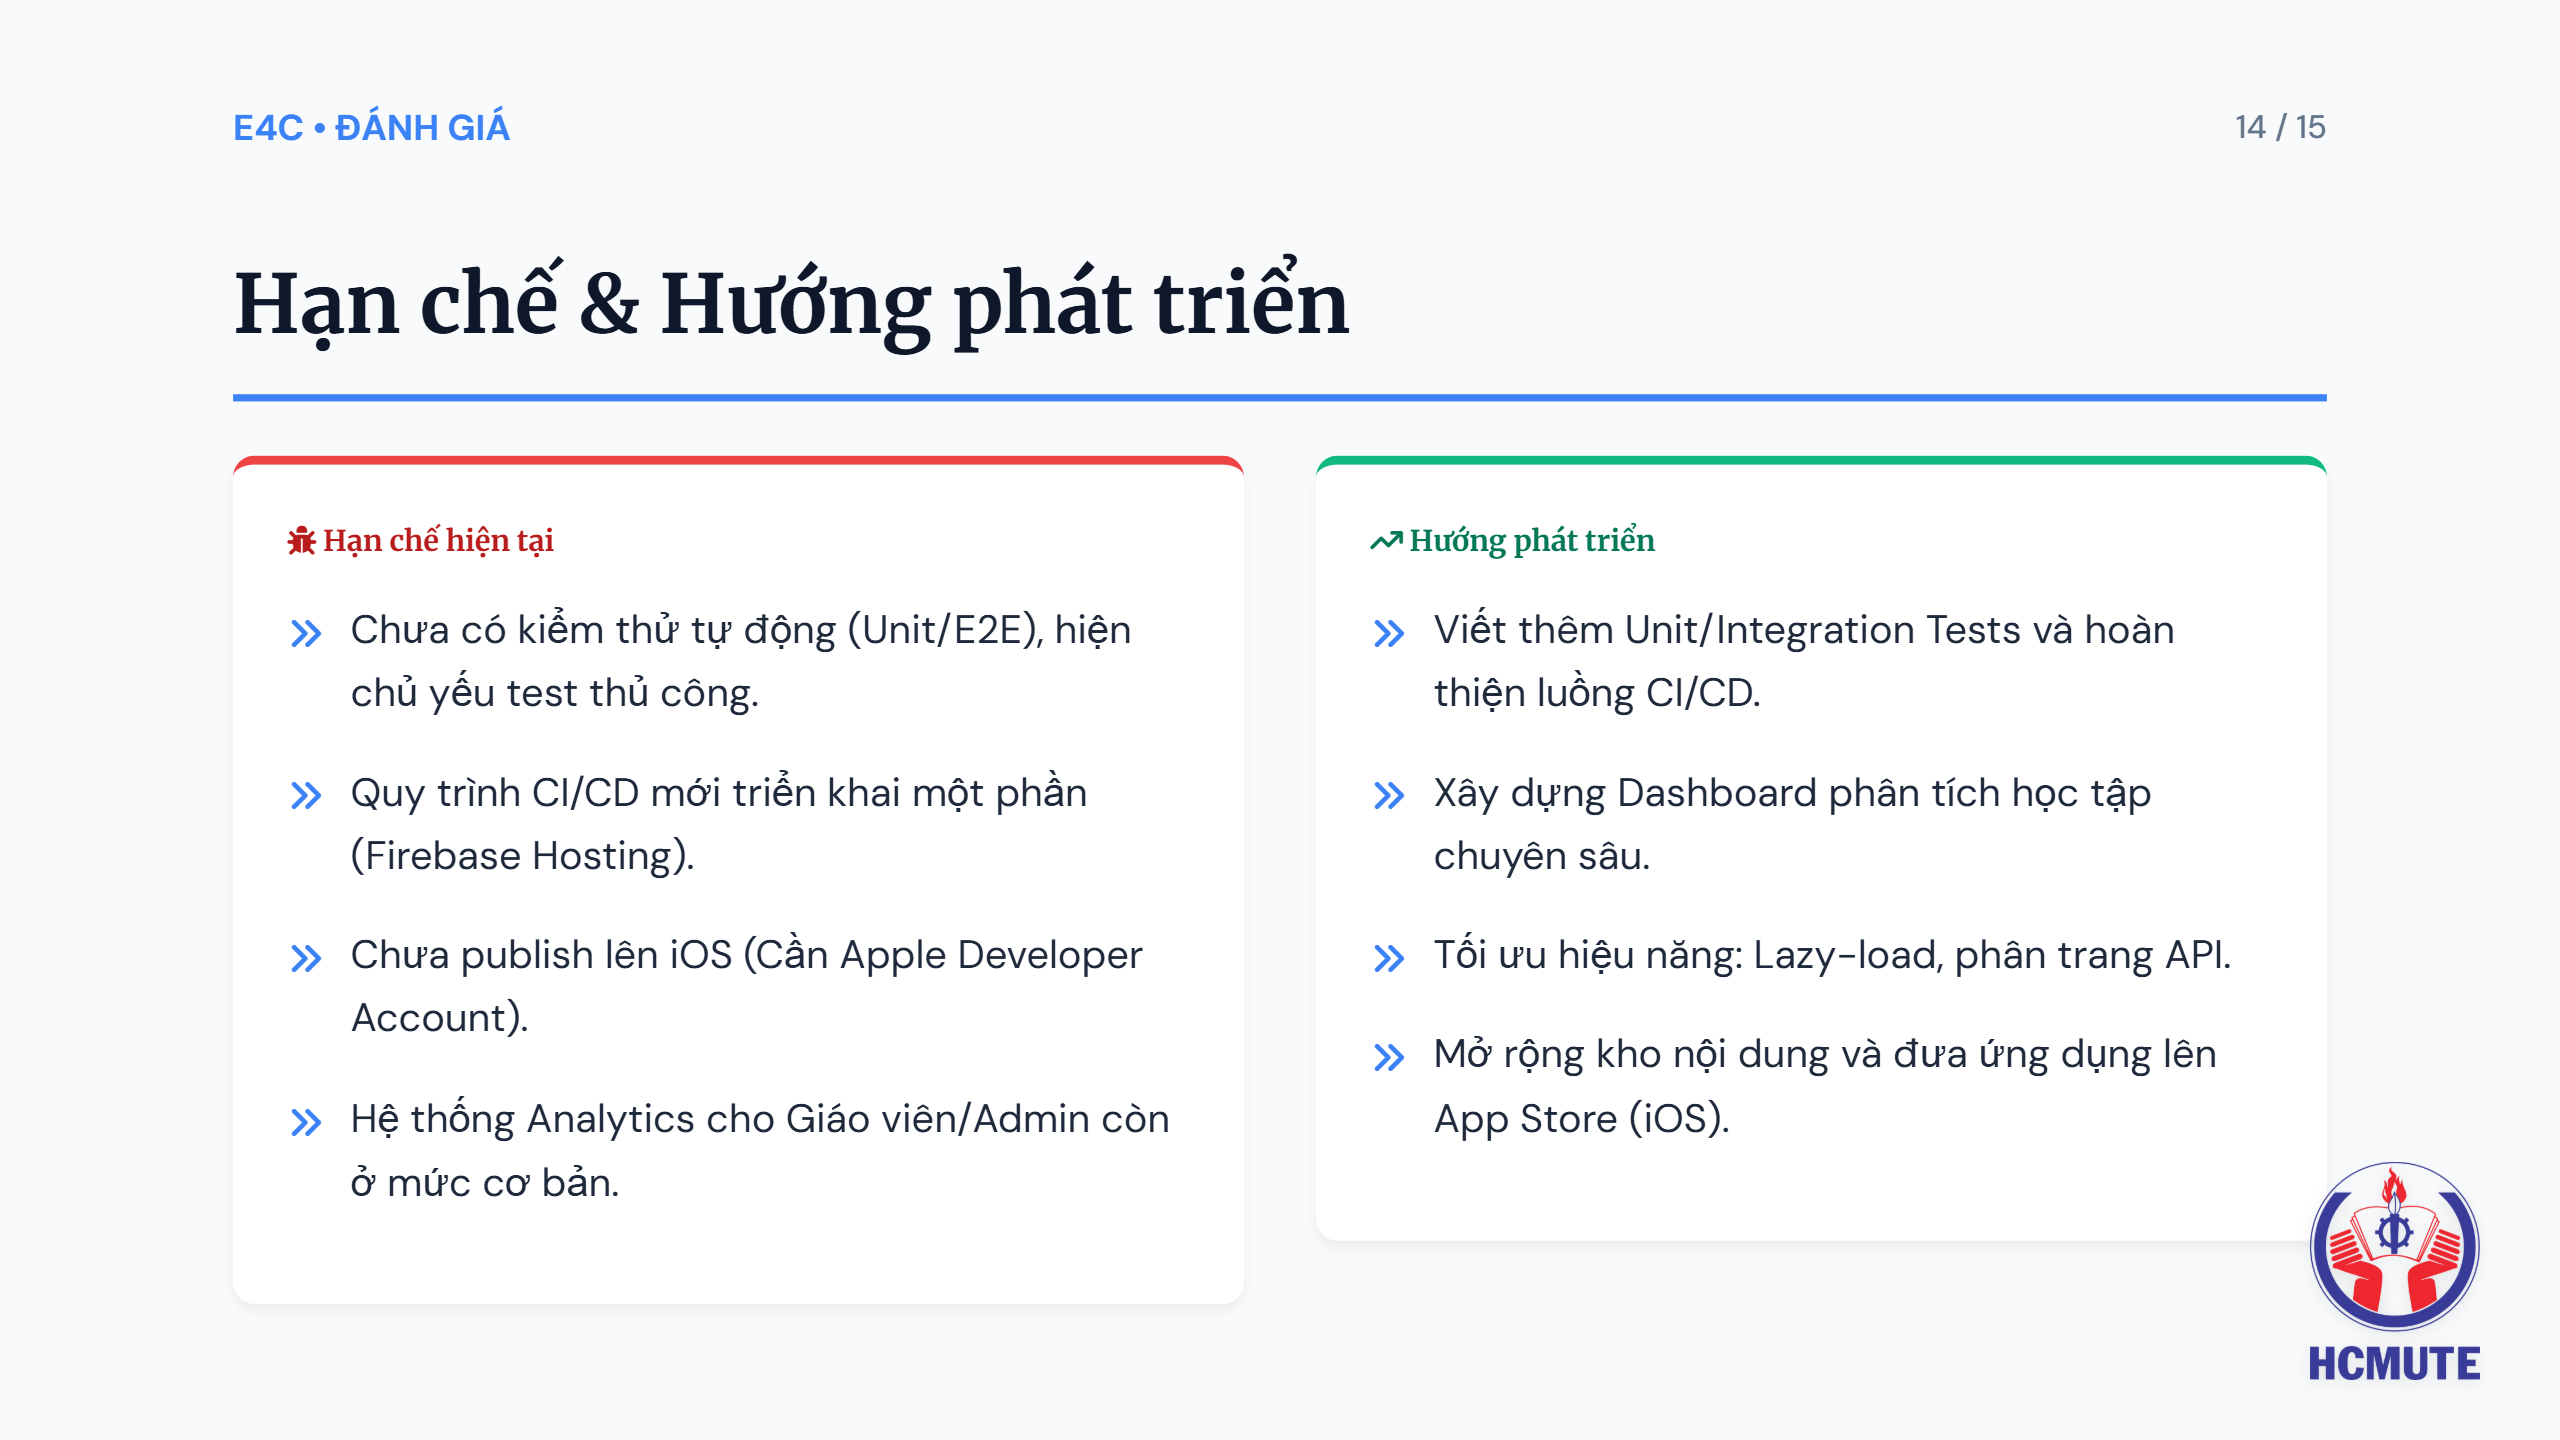 E4C • ĐÁNH GIÁ
14 / 15
Hạn chế & Hướng phát triển
Hạn chế hiện tại
Chưa có kiểm thử tự động (Unit/E2E), hiện
chủ yếu test thủ công.
Quy trình CI/CD mới triển khai một phần
(Firebase Hosting).
Chưa publish lên iOS (Cần Apple Developer
Account).
Hệ thống Analytics cho Giáo viên/Admin còn
ở mức cơ bản.
Hướng phát triển
Viết thêm Unit/Integration Tests và hoàn
thiện luồng CI/CD.
Xây dựng Dashboard phân tích học tập
chuyên sâu.
Tối ưu hiệu năng: Lazy-load, phân trang API.
Mở rộng kho nội dung và đưa ứng dụng lên
App Store (iOS).
HCMUTE